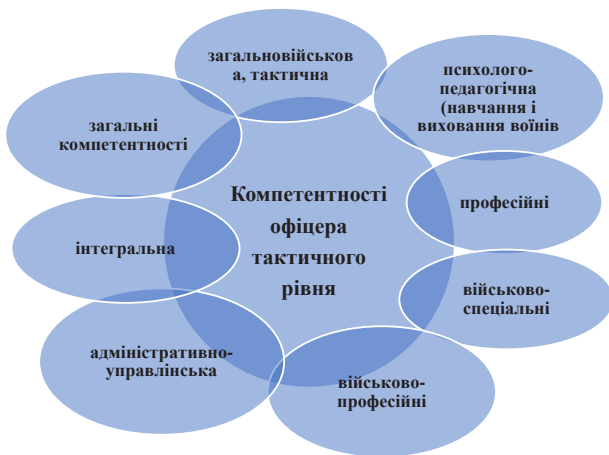 загальновійськов
а, тактична
психолого-
педагогічна
(навчання і
виховання воїнів
професійні
військово-
спеціальні
військово-
професійні
адміністративно-
управлінська
інтегральна
загальні
компетентності
Компетентності
офіцера
тактичного
рівня